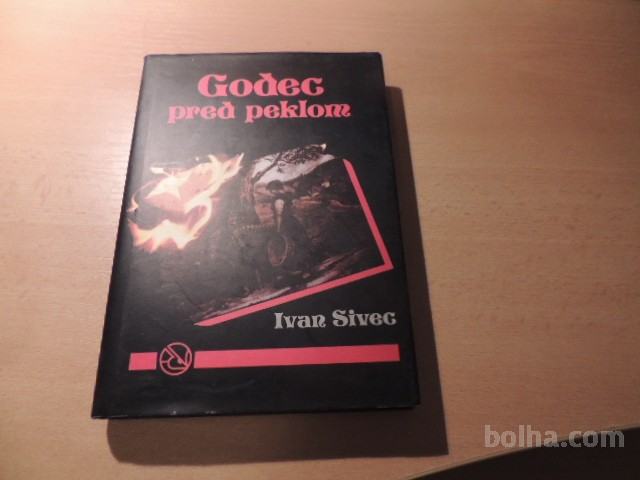 Godec
pred peklom
Ivan Sivec
bolha.com